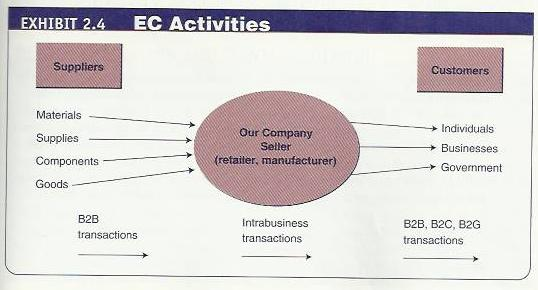 EXHIBIT 2.4 EC Activities
Suppliers
Customers
Materials
Supplies
Components
Goods
Our Company
Seller
(retailer, manufacturer)
Individuals
Businesses
Government
B2B
transactions
Intrabusiness
transactions
B2B, B2C, B2G
transactions